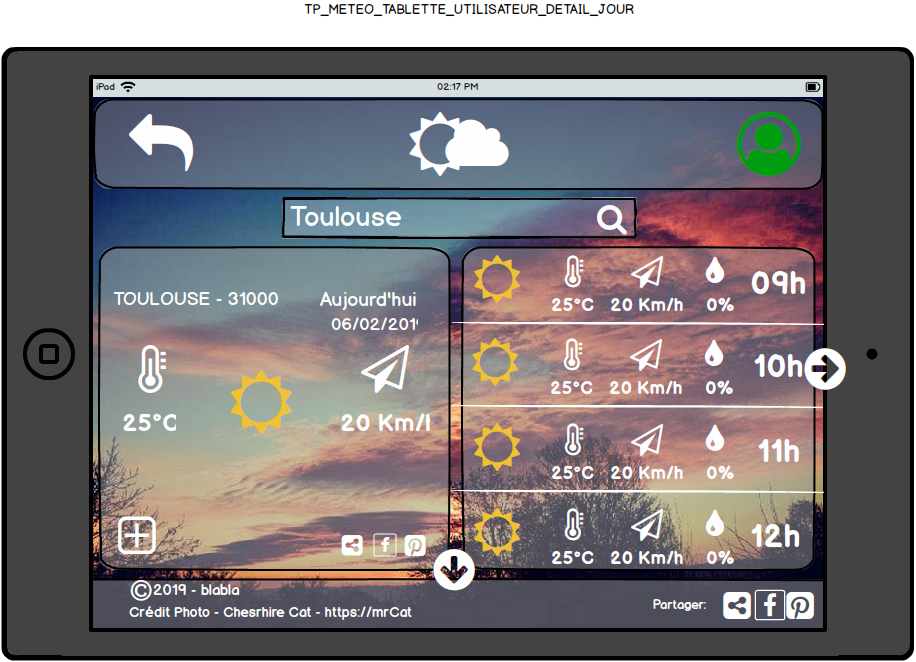 TP_METEO_TABLETTE_UTILISATEUR_DETAIL_JOUR
iPad 02:17 PM
Toulouse
TOULOUSE - 31000 Aujourd'hui
06/02/201
25°C 20 Km/l
25°C 20 Km/h 0% 09h
25°C 20 Km/h 0% 10h
25°C 20 Km/h 0% 11h
25°C 20 Km/h 0% 12h
©2019 - blabla
Crédit Photo - Chesrhire Cat - https://mrCat
Partager: